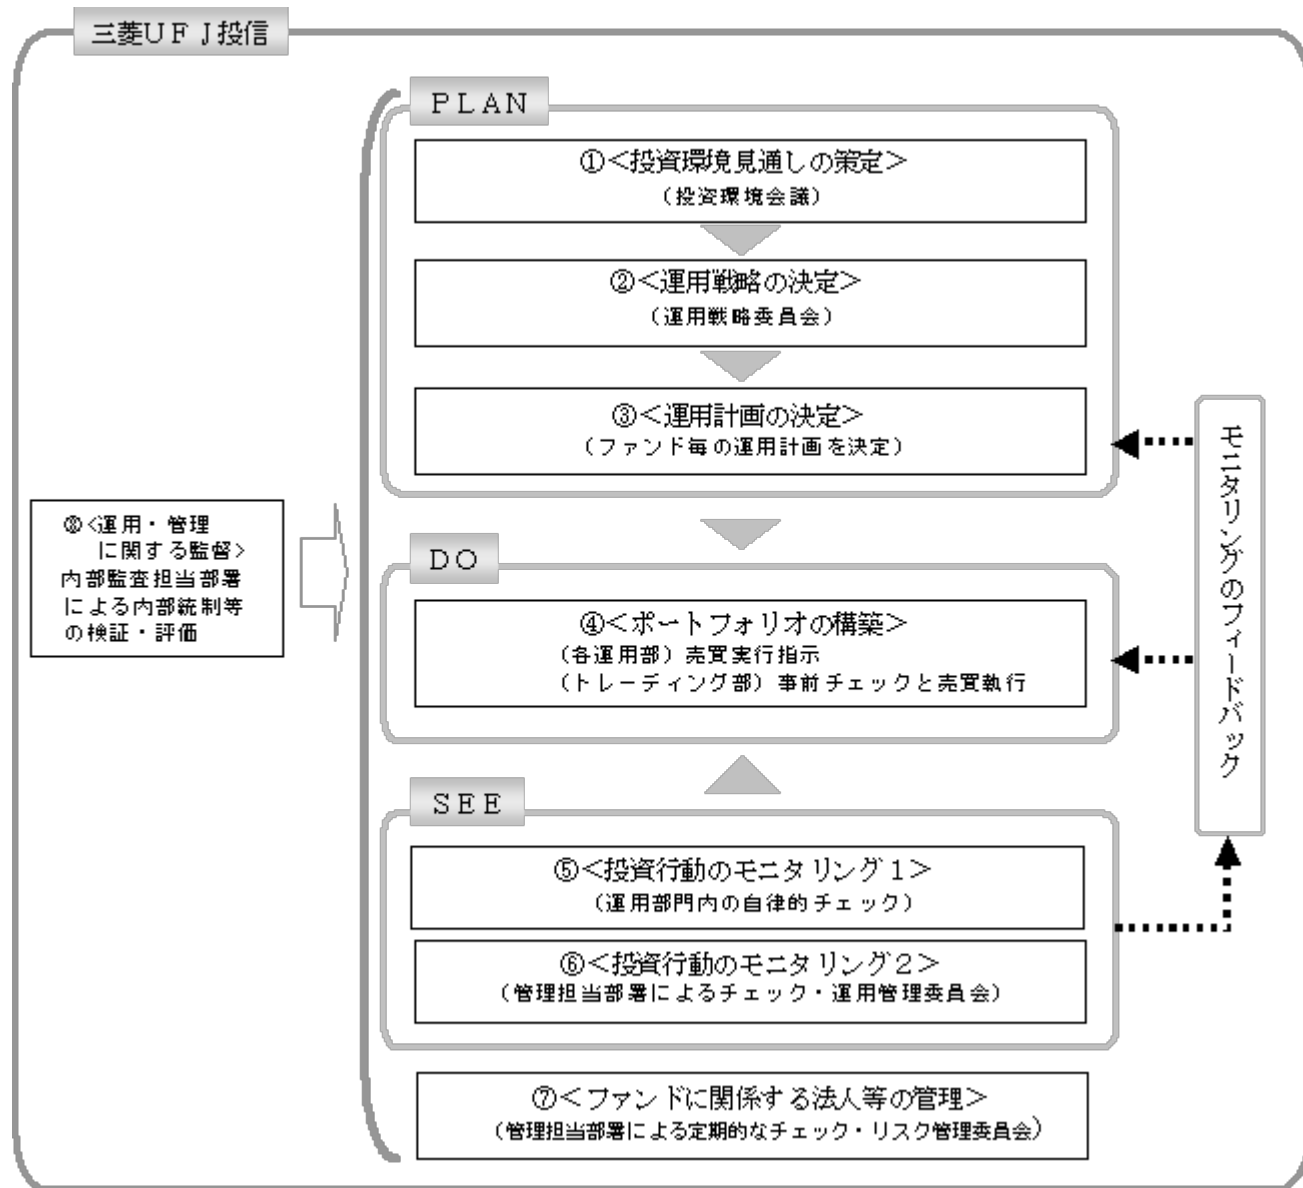 三菱UFJ投信
PLAN
①<投資環境見通しの策定>
(投資環境会議)
②<運用戦略の決定>
(運用戦略委員会)
③<運用計画の決定>
(ファンド毎の運用計画を決定)
⑧<運用・管理
に関する監督>
内部監査担当部署
による内部統制等
の検証・評価
DO
④<ポートフォリオの構築>
(各運用部)売買実行指示
(トレーディング部)事前チェックと売買執行
SEE
⑤<投資行動のモニタリング1>
(運用部門内の自律的チェック)
⑥<投資行動のモニタリング2>
(管理担当部署によるチェック・運用管理委員会)
⑦<ファンドに関係する法人等の管理>
(管理担当部署による定期的なチェック・リスク管理委員会)
モニタリングのフィードバック